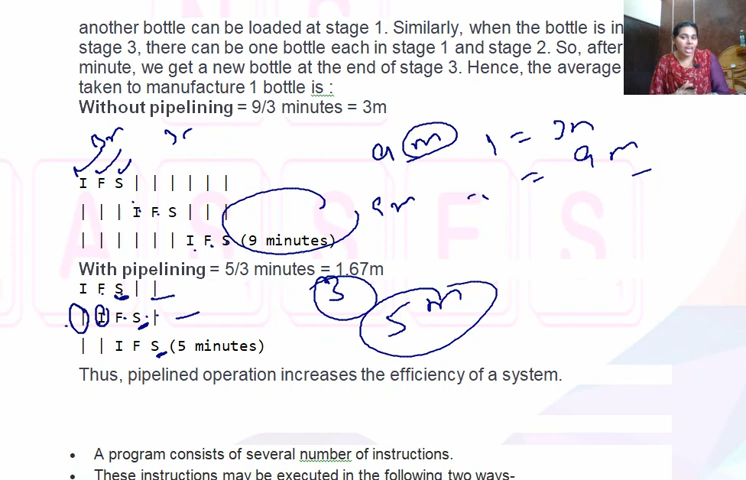 another bottle can be loaded at stage 1. Similarly, when the bottle is in
stage 3, there can be one bottle each in stage 1 and stage 2. So, after
minute, we get a new bottle at the end of stage 3. Hence, the average
taken to manufacture 1 bottle is :
Without pipelining = 9/3 minutes = 3m
I F S | | | | | |
| | | I F S | | |
| | | | | | I F S (9 minutes)
With pipelining = 5/3 minutes = 1.67m
I F S | |
| I F S |
| | I F S (5 minutes)
3
5 m
Thus, pipelined operation increases the efficiency of a system.
• A program consists of several number of instructions.
• These instructions may be executed in the following two ways-